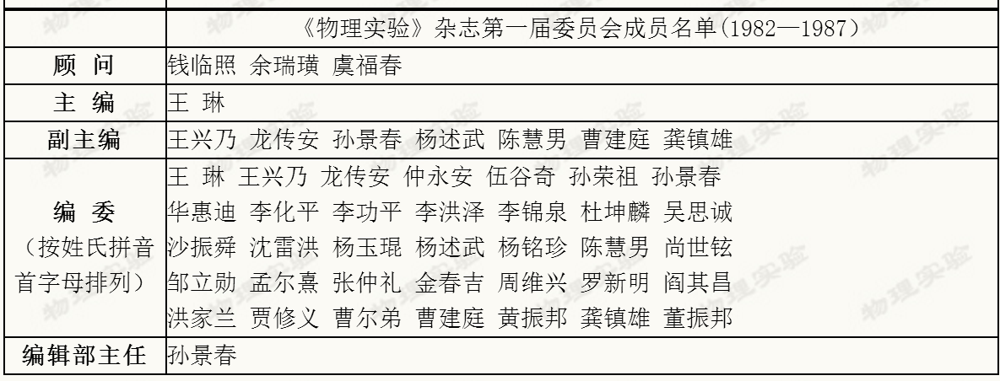 《物理实验》杂志第一届委员会成员名单(1982—1987)
顾 问 钱临照 余瑞璜 虞福春
主 编 王 琳
副主编 王兴乃 龙传安 孙景春 杨述武 陈慧男 曹建庭 龚镇雄
编 委
（按姓氏拼音
首字母排列）
王 琳 王兴乃 龙传安 仲永安 伍谷奇 孙荣祖 孙景春
华惠迪 李化平 李功平 李洪泽 李锦泉 杜坤麟 吴思诚
沙振舜 沈雷洪 杨玉琨 杨述武 杨铭珍 陈慧男 尚世铉
邹立勋 孟尔熹 张仲礼 金春吉 周维兴 罗新明 阎其昌
洪家兰 贾修义 曹尔弟 曹建庭 黄振邦 龚镇雄 董振邦
编辑部主任 孙景春
物理实验